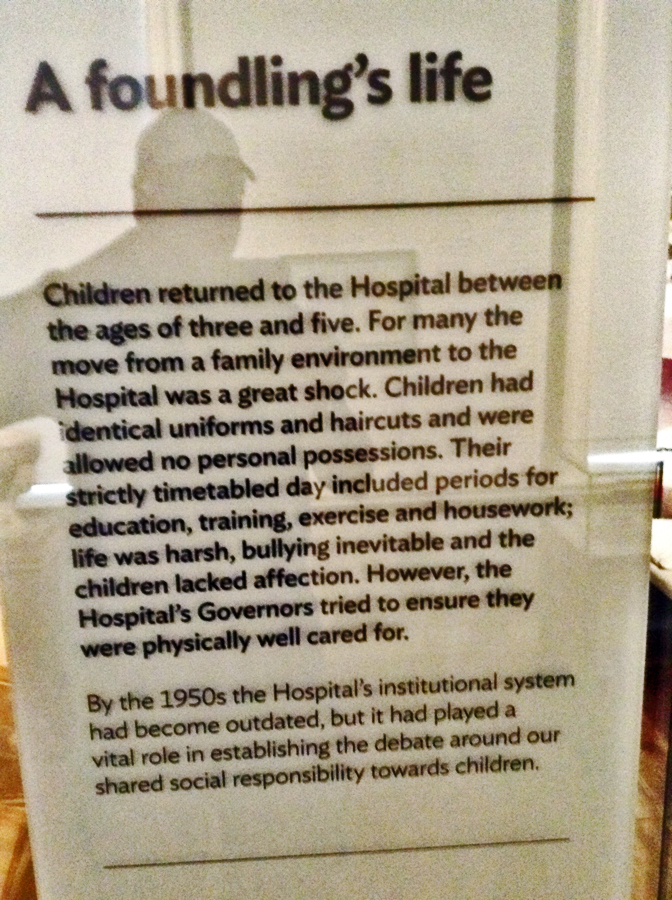 A foundling's life
Children returned to the Hospital between
the ages of three and five. For many the
move from a family environment to the
Hospital was a great shock. Children had
identical uniforms and haircuts and were
allowed no personal possessions. Their
strictly timetabled day included periods for
education, training, exercise and housework;
life was harsh, bullying inevitable and the
children lacked affection. However, the
Hospital's Governors tried to ensure they
were physically well cared for.
By the 1950s the Hospital's institutional system
had become outdated, but it had played a
vital role in establishing the debate around our
shared social responsibility towards children.